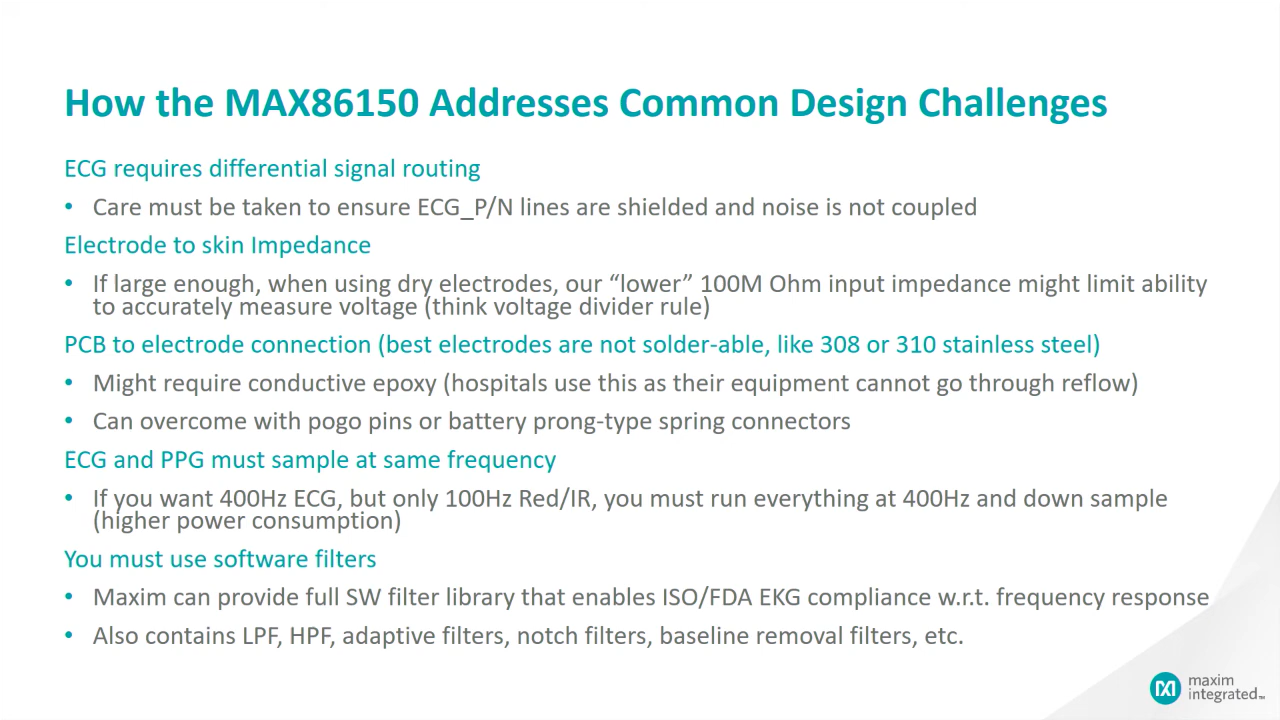 How the MAX86150 Addresses Common Design Challenges
ECG requires differential signal routing
• Care must be taken to ensure ECG_P/N lines are shielded and noise is not coupled
Electrode to skin Impedance
• If large enough, when using dry electrodes, our “lower” 100M Ohm input impedance might limit ability
to accurately measure voltage (think voltage divider rule)
PCB to electrode connection (best electrodes are not solder-able, like 308 or 310 stainless steel)
• Might require conductive epoxy (hospitals use this as their equipment cannot go through reflow)
• Can overcome with pogo pins or battery prong-type spring connectors
ECG and PPG must sample at same frequency
• If you want 400Hz ECG, but only 100Hz Red/IR, you must run everything at 400Hz and down sample
(higher power consumption)
You must use software filters
• Maxim can provide full SW filter library that enables ISO/FDA EKG compliance w.r.t. frequency response
• Also contains LPF, HPF, adaptive filters, notch filters, baseline removal filters, etc.
maxim
integrated™